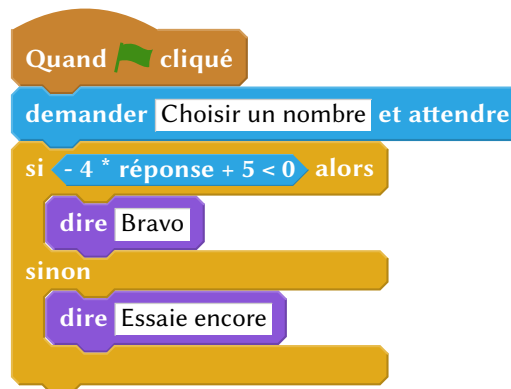 Quand cliqué
demander Choisir un nombre et attendre
si - 4 * réponse + 5 < 0 alors
dire Bravo
sinon
dire Essaie encore